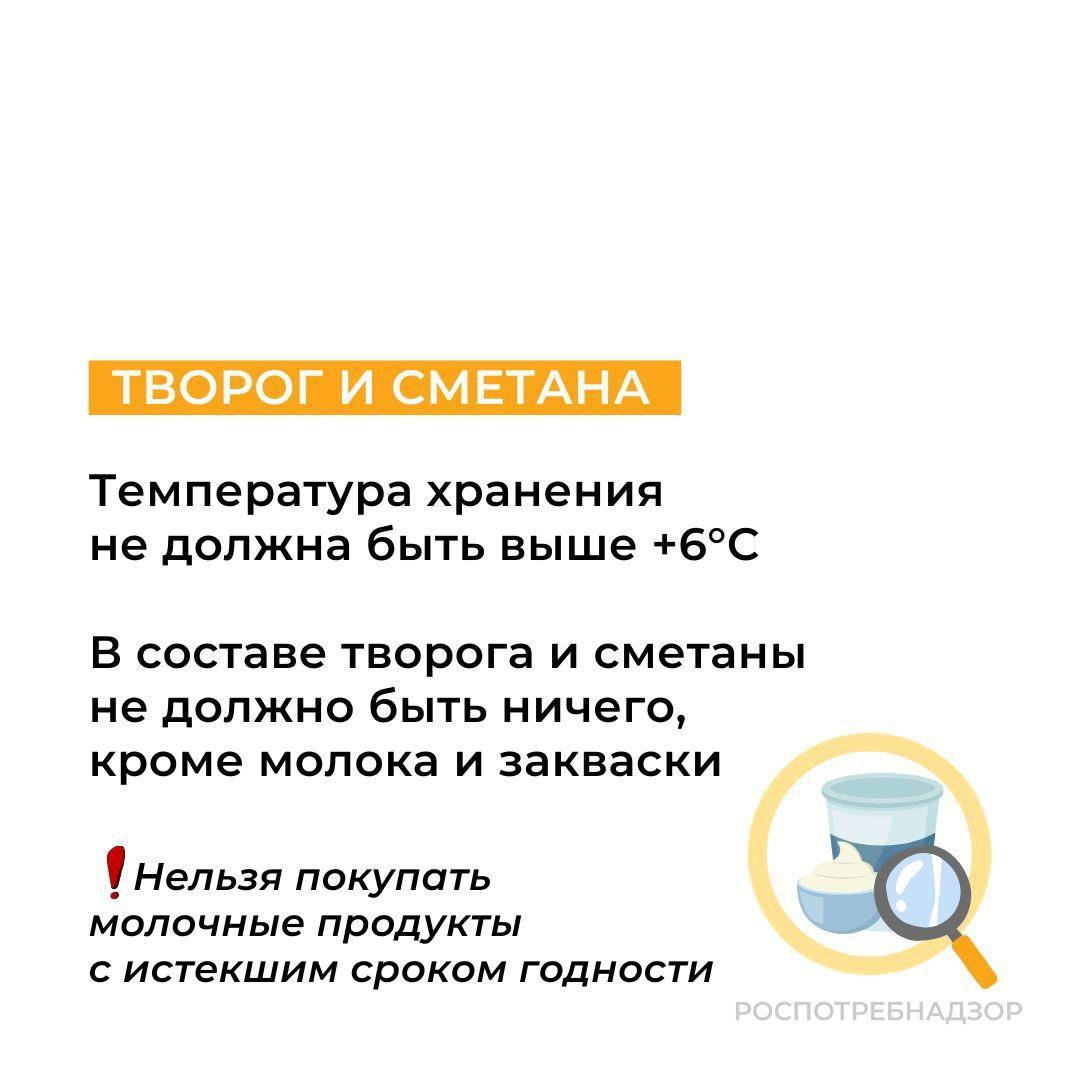 ТВОРОГ И СМЕТАНА
Температура хранения
не должна быть выше +6°С
В составе творога и сметаны
не должно быть ничего,
кроме молока и закваски
❗Нельзя покупать
молочные продукты
с истекшим сроком годности
РОСПОТРЕБНАДЗОР